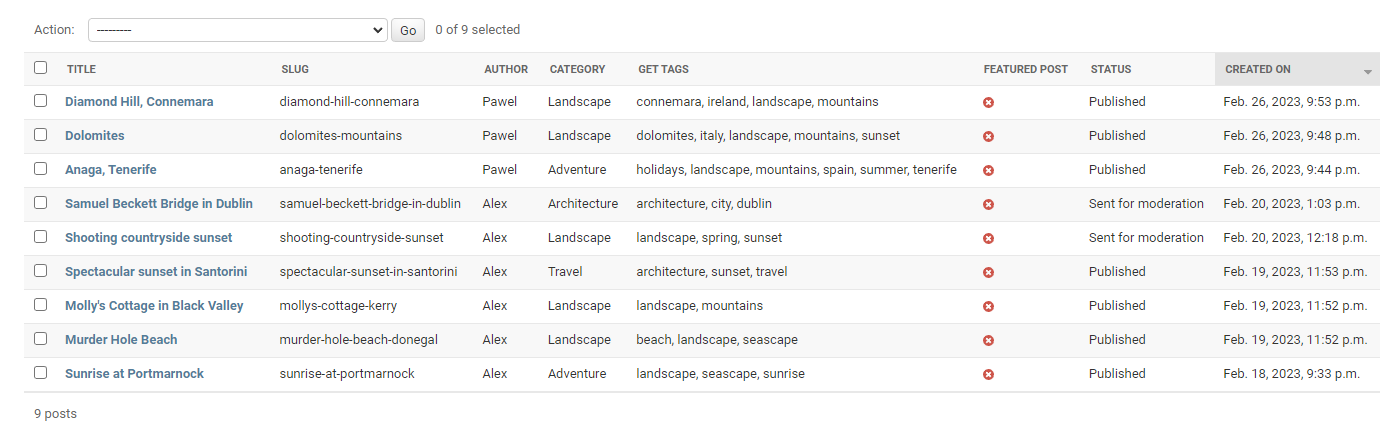 Action: --------- Go 0 of 9 selected
TITLE SLUG AUTHOR CATEGORY GET TAGS FEATURED POST STATUS CREATED ON
Diamond Hill, Connemara diamond-hill-connemara Pawel Landscape connemara, ireland, landscape, mountains Published Feb. 26, 2023, 9:53 p.m.
Dolomites dolomites-mountains Pawel Landscape dolomites, italy, landscape, mountains, sunset Published Feb. 26, 2023, 9:48 p.m.
Anaga, Tenerife anaga-tenerife Pawel Adventure holidays, landscape, mountains, spain, summer, tenerife Published Feb. 26, 2023, 9:44 p.m.
Samuel Beckett Bridge in Dublin samuel-beckett-bridge-in-dublin Alex Architecture architecture, city, dublin Sent for moderation Feb. 20, 2023, 1:03 p.m.
Shooting countryside sunset shooting-countryside-sunset Alex Landscape landscape, spring, sunset Sent for moderation Feb. 20, 2023, 12:18 p.m.
Spectacular sunset in Santorini spectacular-sunset-in-santorini Alex Travel architecture, sunset, travel Published Feb. 19, 2023, 11:53 p.m.
Molly's Cottage in Black Valley mollys-cottage-kerry Alex Landscape landscape, mountains Published Feb. 19, 2023, 11:52 p.m.
Murder Hole Beach murder-hole-beach-donegal Alex Landscape beach, landscape, seascape Published Feb. 19, 2023, 11:52 p.m.
Sunrise at Portmarnock sunrise-at-portmarnock Alex Adventure landscape, seascape, sunrise Published Feb. 18, 2023, 9:33 p.m.
9 posts